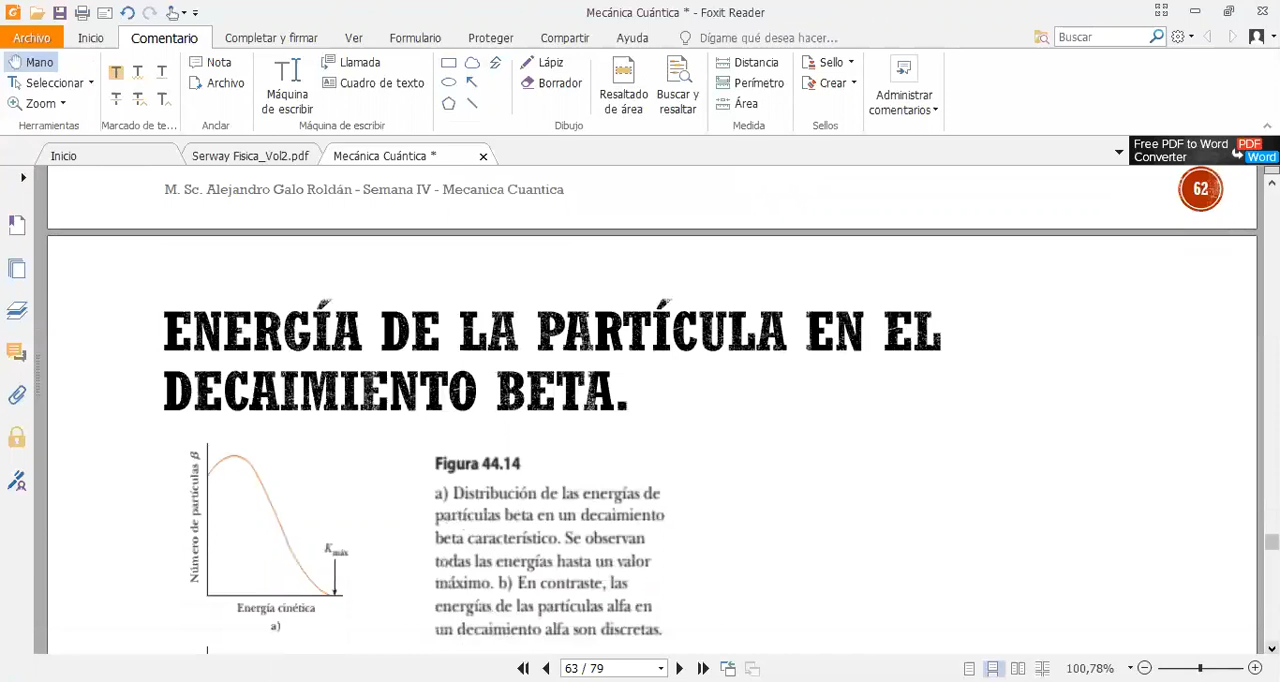 Mecánica Cuántica * - Foxit Reader
Archivo Inicio Comentario Completar y firmar Ver Formulario Proteger Compartir Ayuda Dígame qué desea hacer... Buscar
Mano
Seleccionar
Zoom
Herramientas
T T T
T T T
Marcado de te...
Nota
Archivo
Anclar
Máquina
de escribir
Llamada
Cuadro de texto
Máquina de escribir
Lápiz
Borrador
Dibujo
Resaltado
de área
Buscar y
resaltar
Distancia
Perímetro
Área
Medida
Sello
Crear
Sellos
Administrar
comentarios
Inicio Serway Fisica_Vol2.pdf Mecánica Cuántica *
Free PDF to Word
Converter
PDF
Word
M. Sc. Alejandro Galo Roldán - Semana IV - Mecanica Cuantica
62
ENERGÍA DE LA PARTÍCULA EN EL
DECAIMIENTO BETA.
Número de partículas β
Kmáx
Energía cinética
a)
Figura 44.14
a) Distribución de las energías de
partículas beta en un decaimiento
beta característico. Se observan
todas las energías hasta un valor
máximo. b) En contraste, las
energías de las partículas alfa en
un decaimiento alfa son discretas.
63 / 79
100,78%